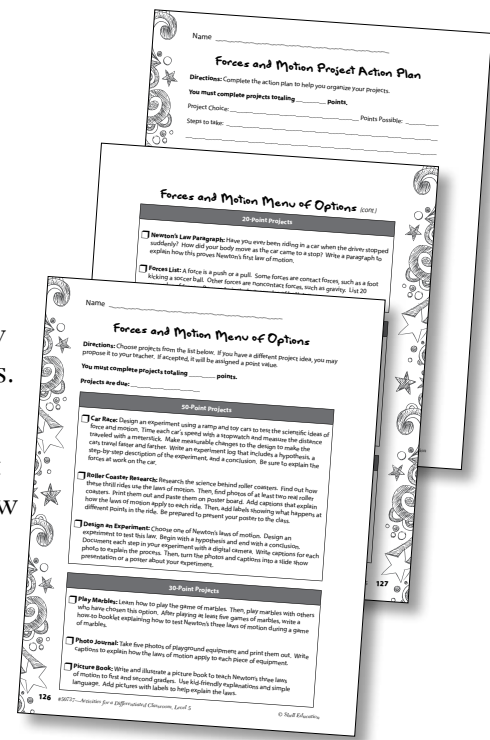 Name
Forces and Motion Project Action Plan
Directions: Complete the action plan to help you organize your projects.
You must complete projects totaling ______ points.
Project Choice: ______ Points Possible: ______
Steps to take: ______
Forces and Motion Menu of Options (cont.)
20-Point Projects
Newton's Law Paragraph: Have you ever been riding in a car when the driver stopped
suddenly? How did your body move as the car came to a stop? Write a paragraph to
explain how this proves Newton's first law of motion.
Forces List: A force is a push or a pull. Some forces are contact forces, such as a foot
kicking a soccer ball. Other forces are noncontact forces, such as gravity. List 20
127
y
s.
w
Name
Forces and Motion Menu of Options
Directions: Choose projects from the list below. If you have a different project idea, you may
propose it to your teacher. If accepted, it will be assigned a point value.
You must complete projects totaling ______ points.
Projects are due: ______
50-Point Projects
Car Race: Design an experiment using a ramp and toy cars to test the scientific ideas of
force and motion. Time each car's speed with a stopwatch and measure the distance
traveled with a meterstick. Make measurable changes to the design to make the
cars travel faster and farther. Write an experiment log that includes a hypothesis, a
step-by-step description of the experiment, and a conclusion. Be sure to explain the
forces at work on the car.
Roller Coaster Research: Research the science behind roller coasters. Find out how
these thrill rides use the laws of motion. Then, find photos of at least two real roller
coasters. Print them out and paste them on poster board. Add captions that explain
how the laws of motion apply to each ride. Then, add labels showing what happens at
different points in the ride. Be prepared to present your poster to the class.
Design an Experiment: Choose one of Newton's laws of motion. Design an
experiment to test this law. Begin with a hypothesis and end with a conclusion.
Document each step in your experiment with a digital camera. Write captions for each
photo to explain the process. Then, turn the photos and captions into a slide show
presentation or a poster about your experiment.
30-Point Projects
Play Marbles: Learn how to play the game of marbles. Then, play marbles with others
who have chosen this option. After playing at least five games of marbles, write a
how-to booklet explaining how to test Newton's three laws of motion during a game
of marbles.
Photo Journal: Take five photos of playground equipment and print them out. Write
captions to explain how the laws of motion apply to each piece of equipment.
Picture Book: Write and illustrate a picture book to teach Newton's three laws
of motion to first and second graders. Use kid-friendly explanations and simple
language. Add pictures with labels to help explain the laws.
126 #50737—Activities for a Differentiated Classroom, Level 5 © Shell Education